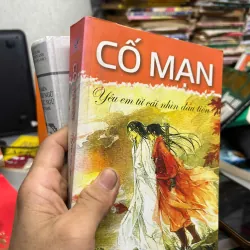 CỐ MẠN
Yêu em từ cái nhìn đầu tiên